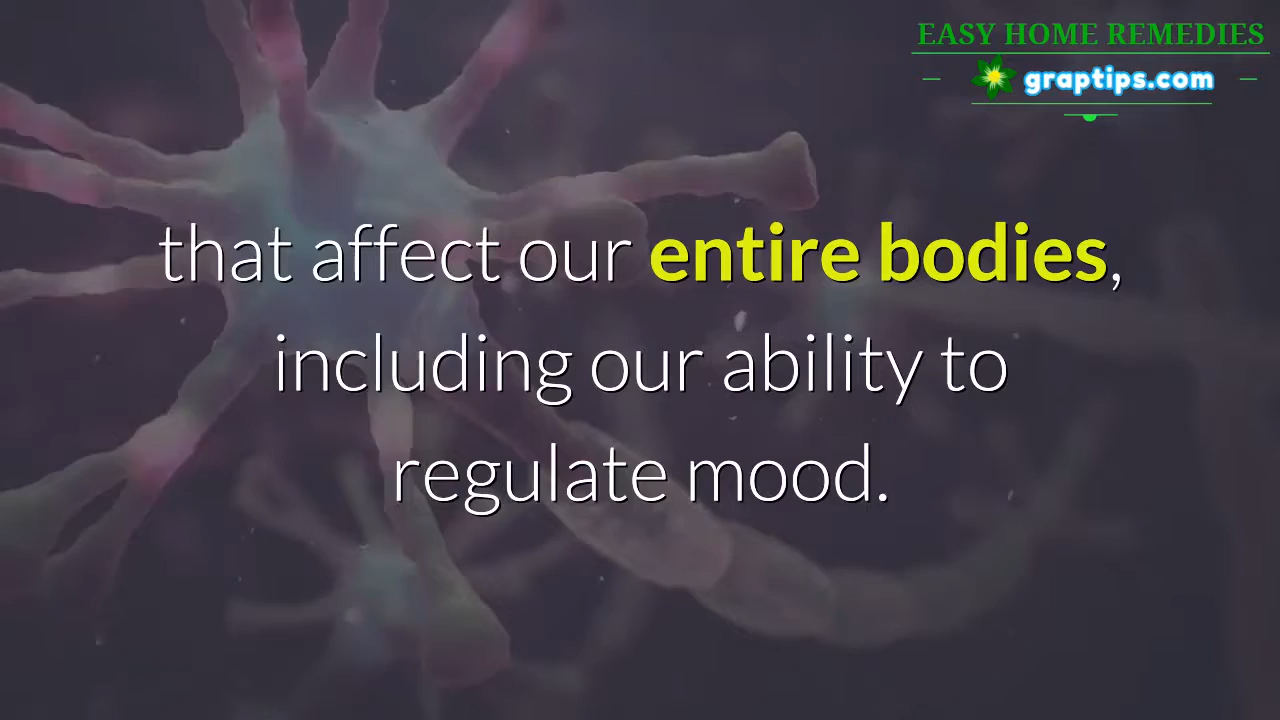 EASY HOME REMEDIES
graptips.com
that affect our entire bodies,
including our ability to
regulate mood.